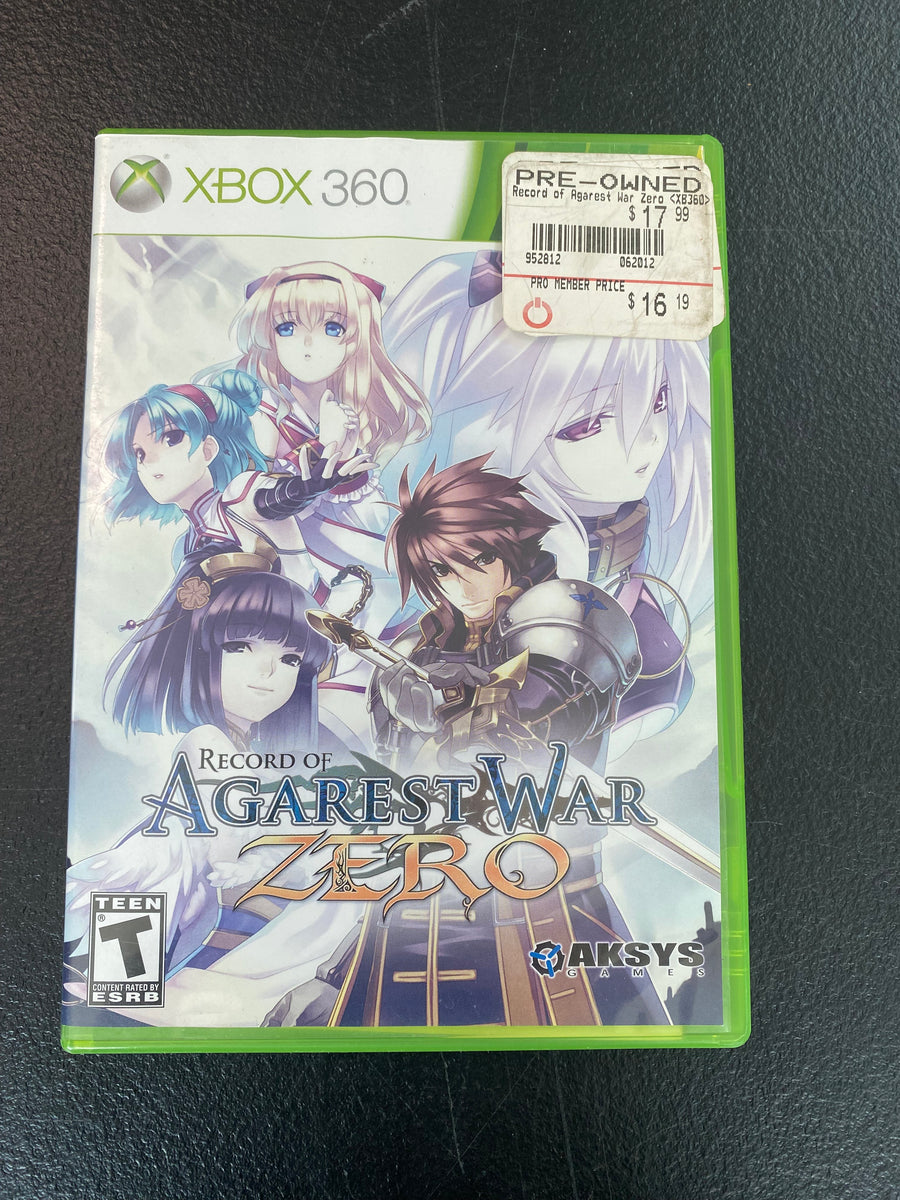 XBOX 360
PRE-OWNED
Record of Agarest War Zero <XB360>
$ 17 99
952812 062012
PRO MEMBER PRICE
$ 16 19
RECORD OF
AGAREST WAR
ZERO
TEEN
T
CONTENT RATED BY
ESRB
AKSYS
GAMES